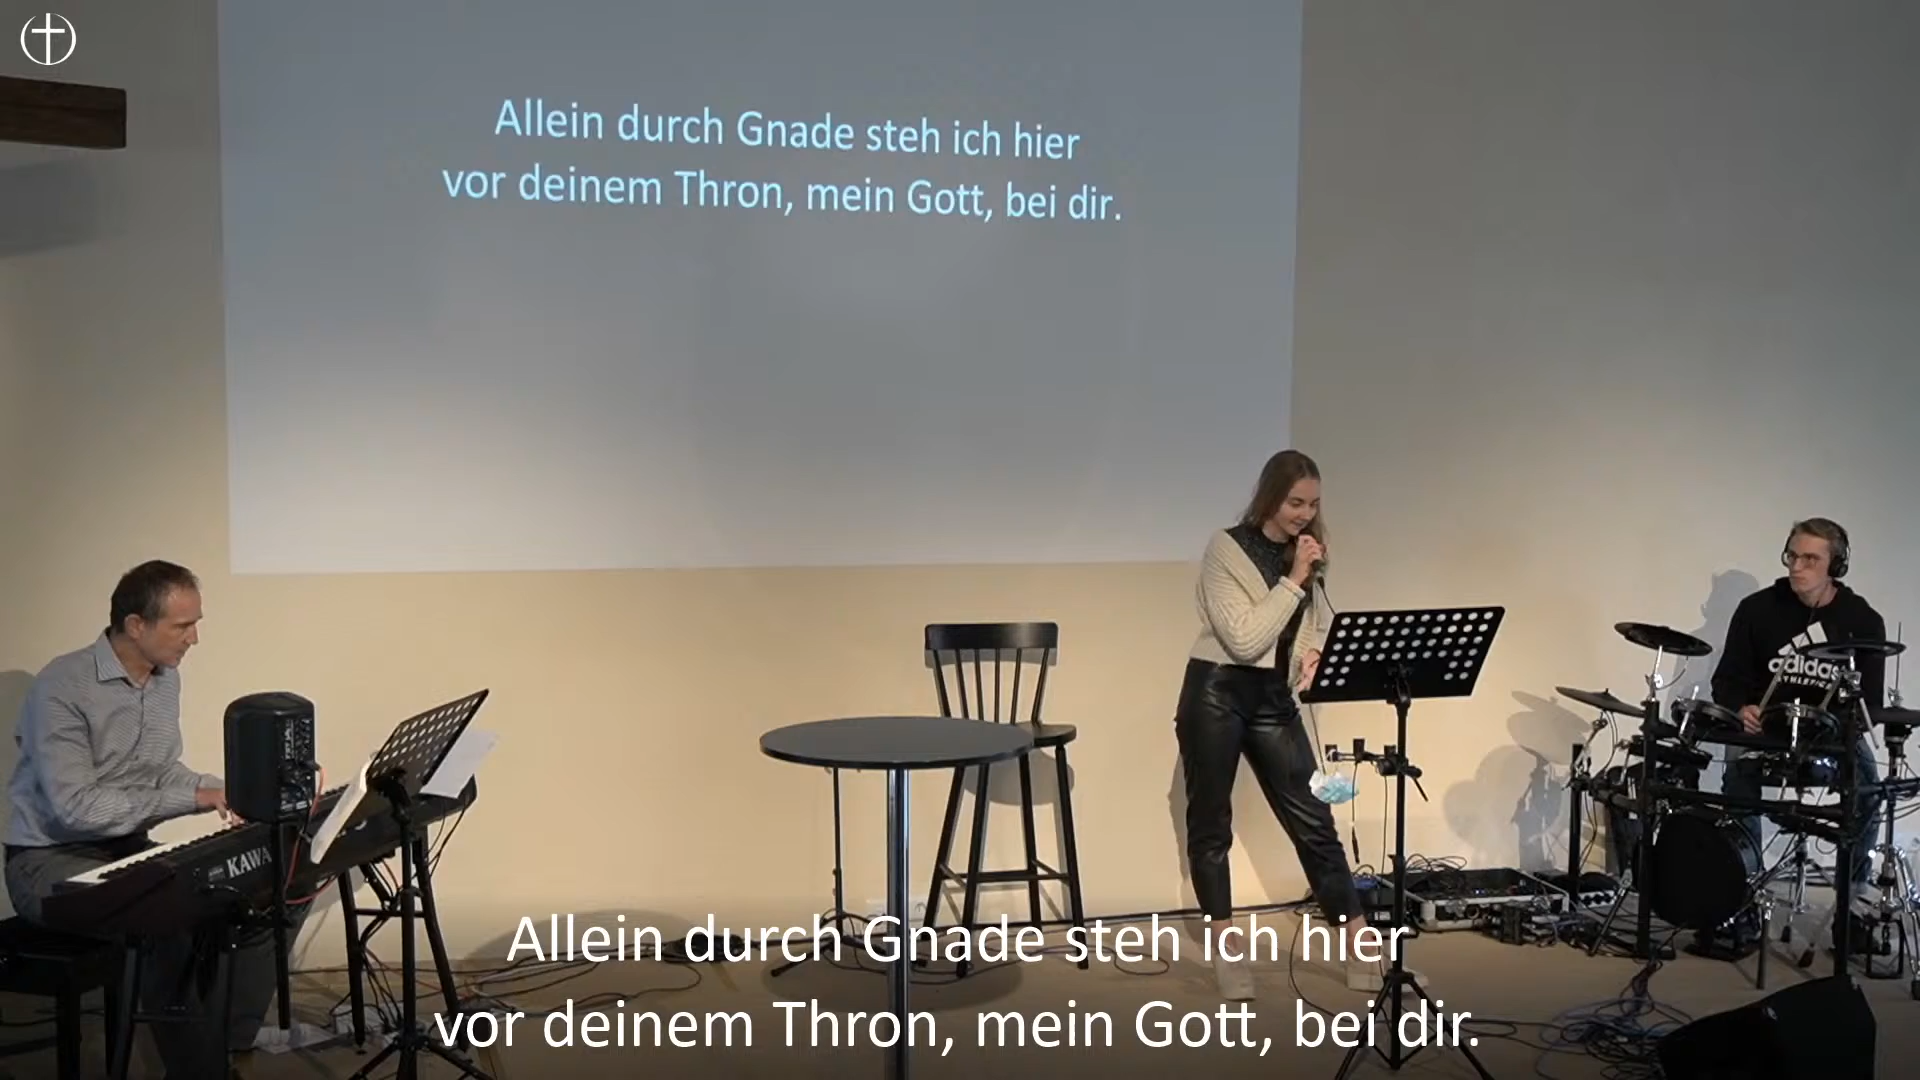 Allein durch Gnade steh ich hier
vor deinem Thron, mein Gott, bei dir.
adidas
ATHLETICS
KAWA
Allein durch Gnade steh ich hier
vor deinem Thron, mein Gott, bei dir.